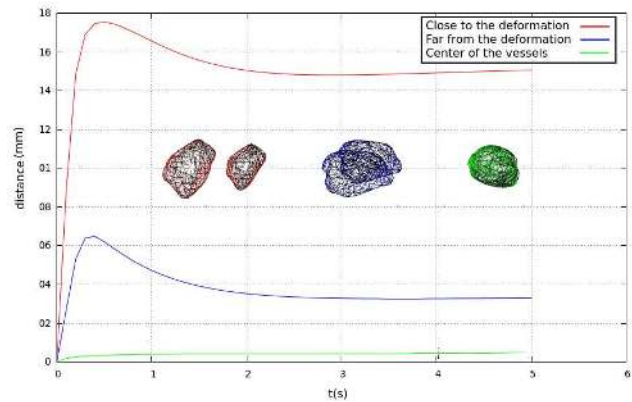 18
16
14
12
01
08
06
04
02
0
0 1 2 3 4 5 6
distance (mm)
t(s)
Close to the deformation
Far from the deformation
Center of the vessels